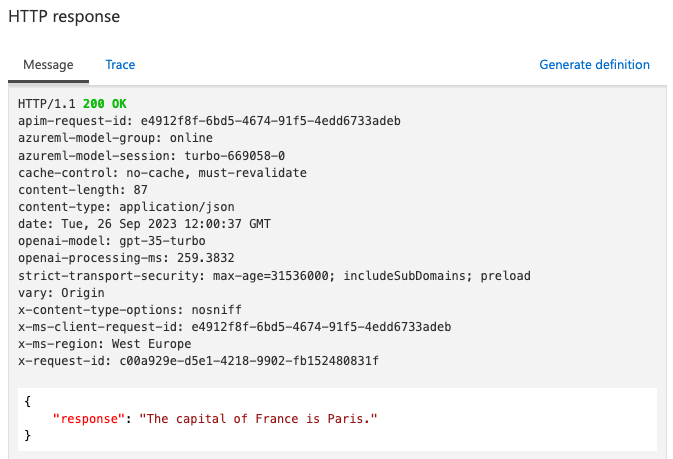 HTTP response
Message Trace Generate definition
HTTP/1.1 200 OK
apim-request-id: e4912f8f-6bd5-4674-91f5-4edd6733adeb
azureml-model-group: online
azureml-model-session: turbo-669058-0
cache-control: no-cache, must-revalidate
content-length: 87
content-type: application/json
date: Tue, 26 Sep 2023 12:00:37 GMT
openai-model: gpt-35-turbo
openai-processing-ms: 259.3832
strict-transport-security: max-age=31536000; includeSubDomains; preload
vary: Origin
x-content-type-options: nosniff
x-ms-client-request-id: e4912f8f-6bd5-4674-91f5-4edd6733adeb
x-ms-region: West Europe
x-request-id: c00a929e-d5e1-4218-9902-fb152480831f
{
    "response": "The capital of France is Paris."
}